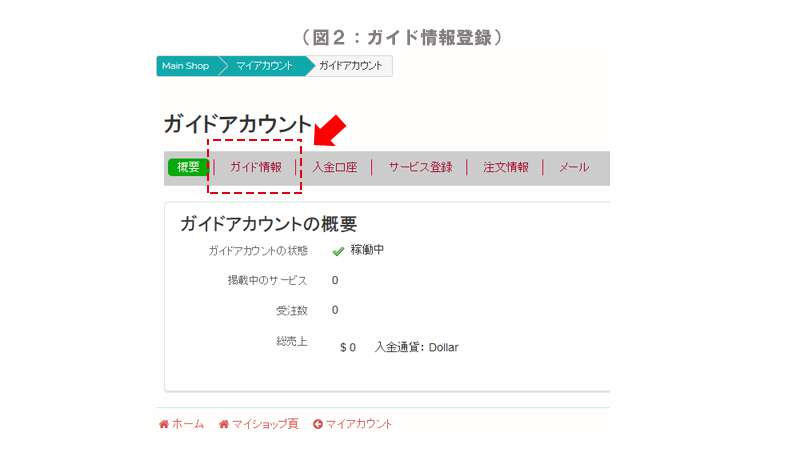 （図２：ガイド情報登録）
Main Shop マイアカウント ガイドアカウント
ガイドアカウント
概要 ガイド情報 入金口座 サービス登録 注文情報 メール
ガイドアカウントの概要
ガイドアカウントの状態 稼働中
掲載中のサービス 0
受注数 0
総売上 $ 0 入金通貨: Dollar
ホーム マイショップ頁 マイアカウント